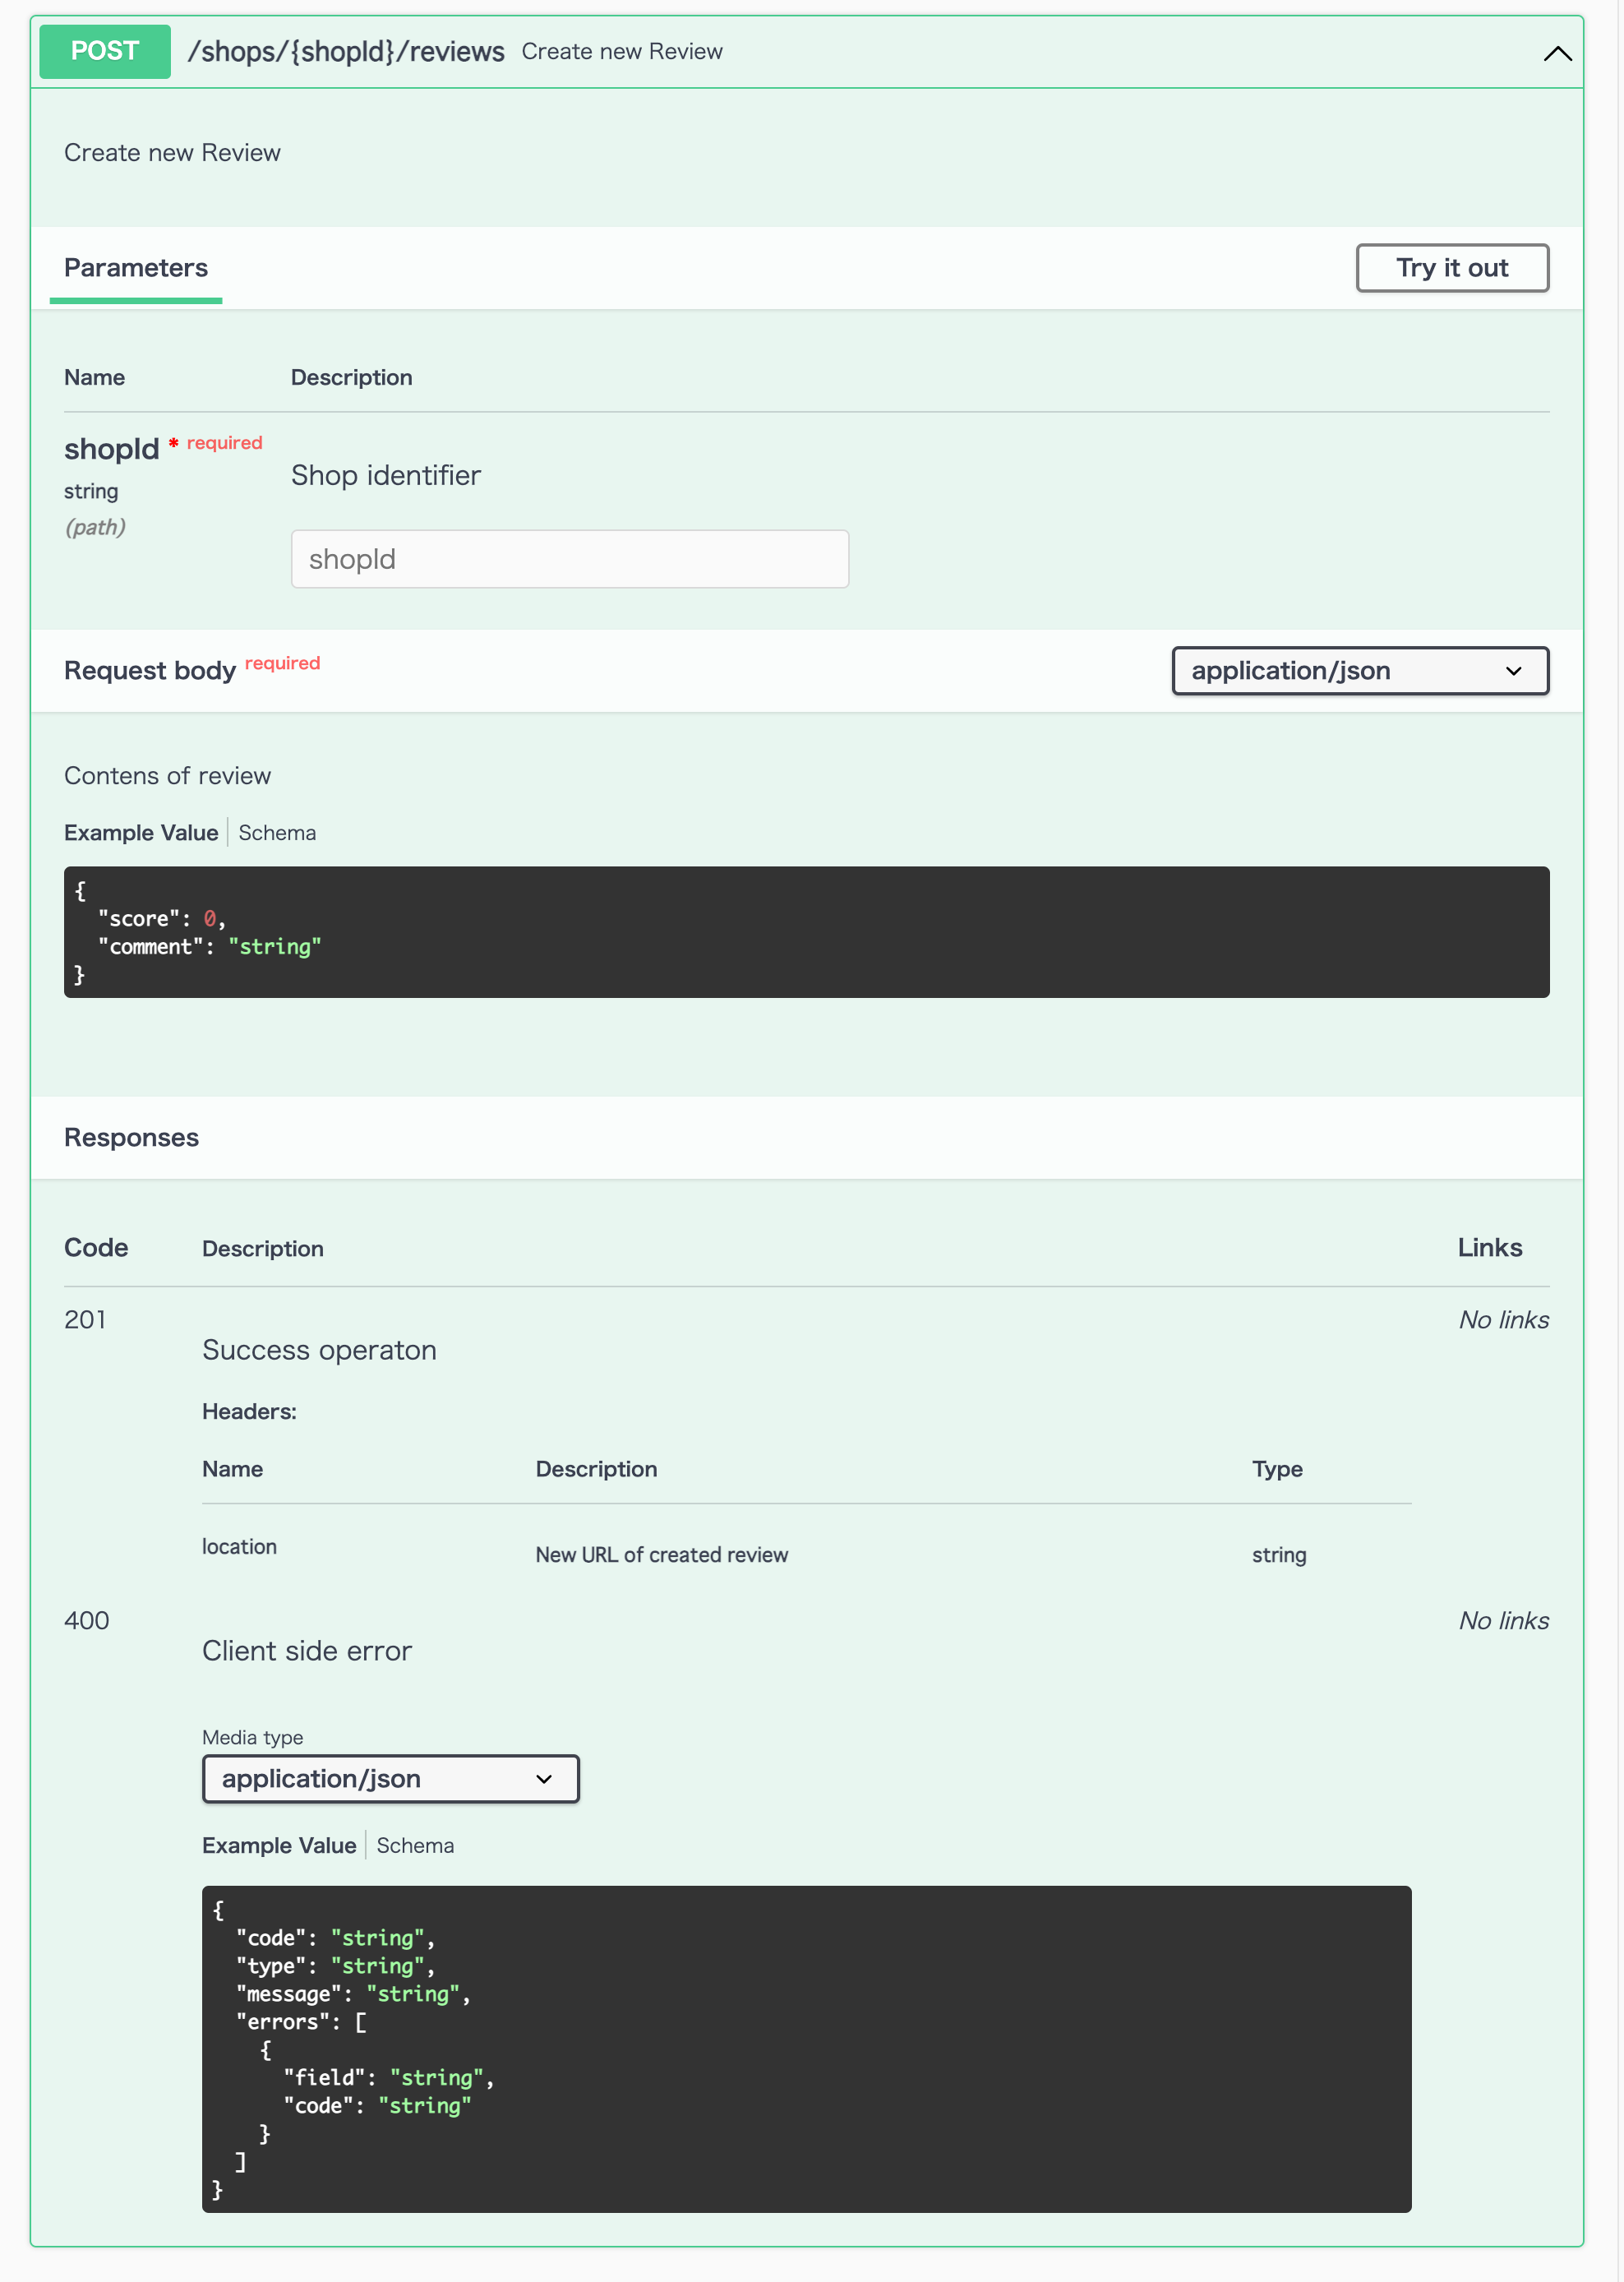 POST /shops/{shopId}/reviews Create new Review
Create new Review
Parameters Try it out
Name Description
shopId * required
Shop identifier
string
(path)
shopId
Request body required application/json
Contens of review
Example Value Schema
{
  "score": 0,
  "comment": "string"
}
Responses
Code Description Links
201 No links
Success operaton
Headers:
Name Description Type
location New URL of created review string
400 No links
Client side error
Media type
application/json
Example Value Schema
{
  "code": "string",
  "type": "string",
  "message": "string",
  "errors": [
    {
      "field": "string",
      "code": "string"
    }
  ]
}